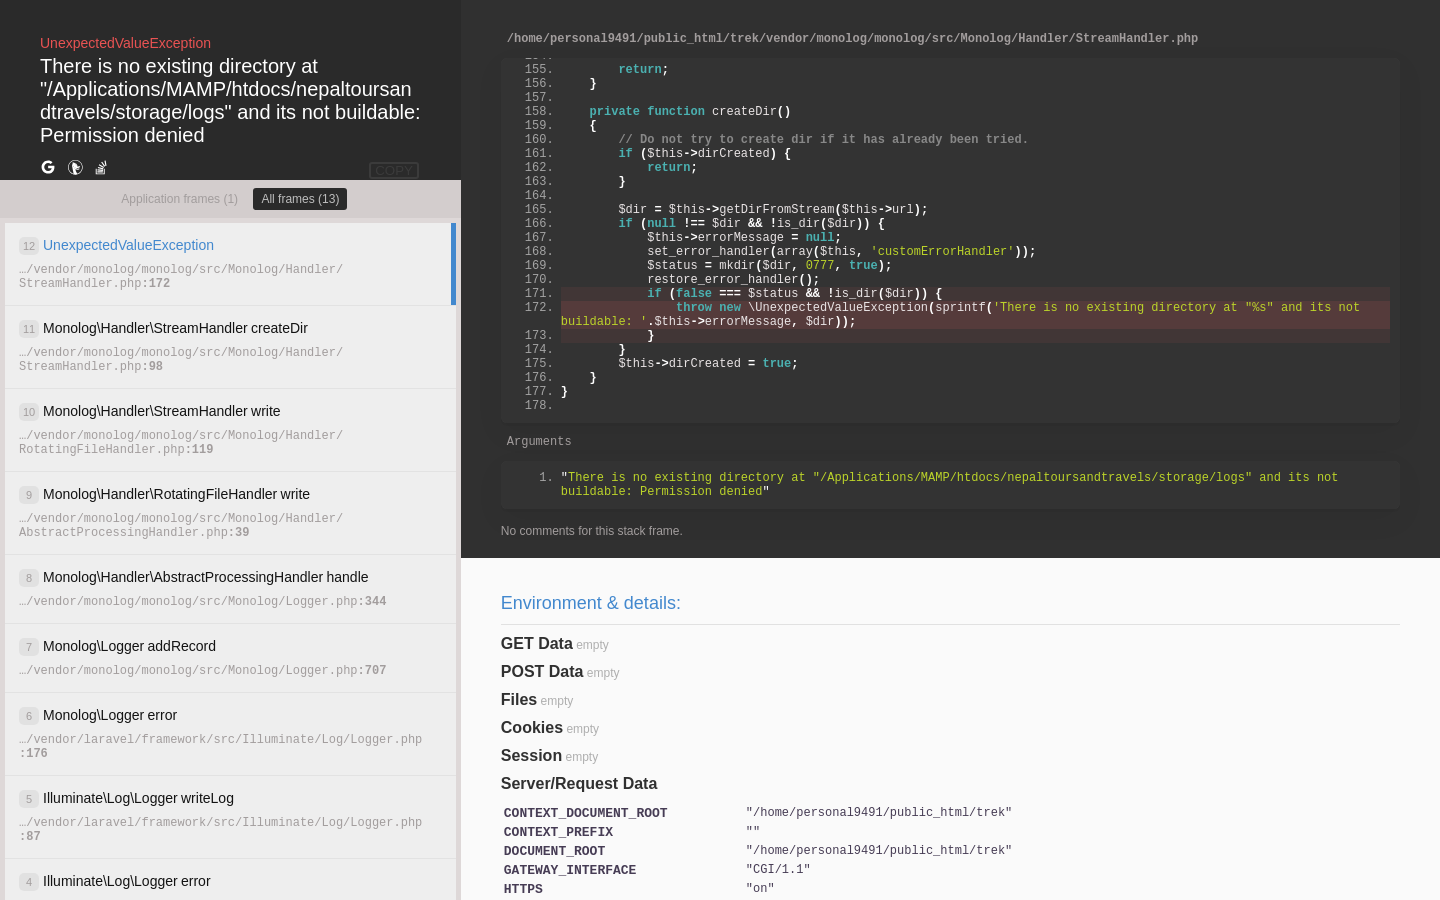 UnexpectedValueException
There is no existing directory at
"/Applications/MAMP/htdocs/nepaltoursan
dtravels/storage/logs" and its not buildable:
Permission denied
COPY
Application frames (1) All frames (13)
12 UnexpectedValueException
…/vendor/monolog/monolog/src/Monolog/Handler/
StreamHandler.php:172
11 Monolog\Handler\StreamHandler createDir
…/vendor/monolog/monolog/src/Monolog/Handler/
StreamHandler.php:98
10 Monolog\Handler\StreamHandler write
…/vendor/monolog/monolog/src/Monolog/Handler/
RotatingFileHandler.php:119
9 Monolog\Handler\RotatingFileHandler write
…/vendor/monolog/monolog/src/Monolog/Handler/
AbstractProcessingHandler.php:39
8 Monolog\Handler\AbstractProcessingHandler handle
…/vendor/monolog/monolog/src/Monolog/Logger.php:344
7 Monolog\Logger addRecord
…/vendor/monolog/monolog/src/Monolog/Logger.php:707
6 Monolog\Logger error
…/vendor/laravel/framework/src/Illuminate/Log/Logger.php
:176
5 Illuminate\Log\Logger writeLog
…/vendor/laravel/framework/src/Illuminate/Log/Logger.php
:87
4 Illuminate\Log\Logger error
/home/personal9491/public_html/trek/vendor/monolog/monolog/src/Monolog/Handler/StreamHandler.php
155. return;
156. }
157.
158. private function createDir()
159. {
160. // Do not try to create dir if it has already been tried.
161. if ($this->dirCreated) {
162. return;
163. }
164.
165. $dir = $this->getDirFromStream($this->url);
166. if (null !== $dir && !is_dir($dir)) {
167. $this->errorMessage = null;
168. set_error_handler(array($this, 'customErrorHandler'));
169. $status = mkdir($dir, 0777, true);
170. restore_error_handler();
171. if (false === $status && !is_dir($dir)) {
172. throw new \UnexpectedValueException(sprintf('There is no existing directory at "%s" and its not
buildable: '.$this->errorMessage, $dir));
173. }
174. }
175. $this->dirCreated = true;
176. }
177. }
178.
Arguments
1. "There is no existing directory at "/Applications/MAMP/htdocs/nepaltoursandtravels/storage/logs" and its not
buildable: Permission denied"
No comments for this stack frame.
Environment & details:
GET Data empty
POST Data empty
Files empty
Cookies empty
Session empty
Server/Request Data
CONTEXT_DOCUMENT_ROOT "/home/personal9491/public_html/trek"
CONTEXT_PREFIX ""
DOCUMENT_ROOT "/home/personal9491/public_html/trek"
GATEWAY_INTERFACE "CGI/1.1"
HTTPS "on"